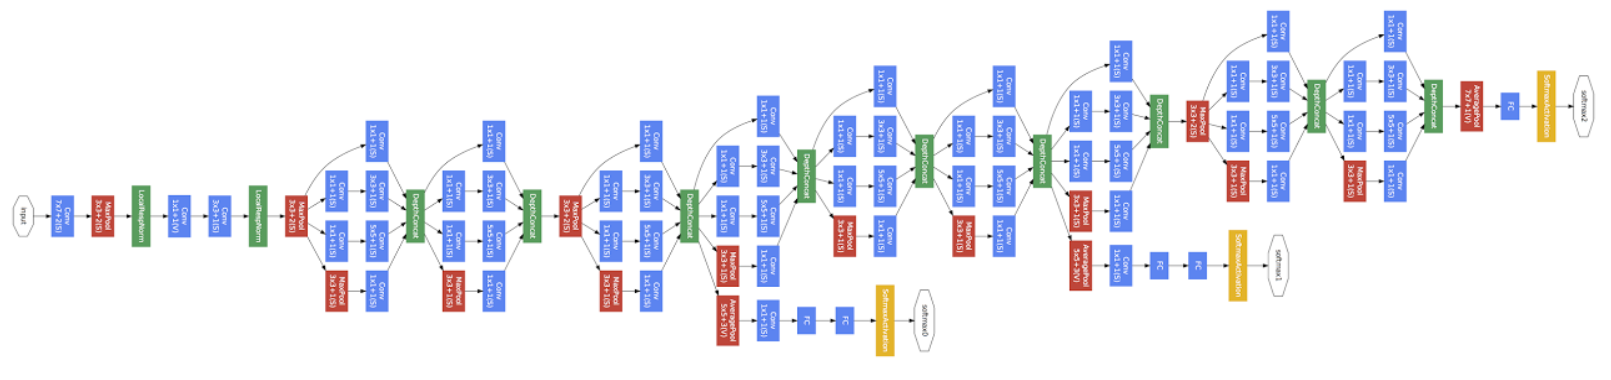 input
Conv
7x7+2(S)
MaxPool
3x3+2(S)
LocalRespNorm
Conv
1x1+1(V)
Conv
3x3+1(S)
LocalRespNorm
MaxPool
3x3+2(S)
Conv
1x1+1(S)
Conv
1x1+1(S)
MaxPool
3x3+1(S)
Conv
1x1+1(S)
Conv
3x3+1(S)
Conv
5x5+1(S)
Conv
1x1+1(S)
DepthConcat
Conv
1x1+1(S)
Conv
1x1+1(S)
MaxPool
3x3+1(S)
Conv
1x1+1(S)
Conv
3x3+1(S)
Conv
5x5+1(S)
Conv
1x1+1(S)
DepthConcat
MaxPool
3x3+2(S)
Conv
1x1+1(S)
Conv
1x1+1(S)
MaxPool
3x3+1(S)
Conv
1x1+1(S)
Conv
3x3+1(S)
Conv
5x5+1(S)
Conv
1x1+1(S)
DepthConcat
Conv
1x1+1(S)
Conv
1x1+1(S)
MaxPool
3x3+1(S)
AveragePool
5x5+3(V)
Conv
1x1+1(S)
Conv
3x3+1(S)
Conv
5x5+1(S)
Conv
1x1+1(S)
Conv
1x1+1(S)
DepthConcat
FC
Conv
1x1+1(S)
Conv
1x1+1(S)
MaxPool
3x3+1(S)
FC
Conv
1x1+1(S)
Conv
3x3+1(S)
Conv
5x5+1(S)
Conv
1x1+1(S)
SoftmaxActivation
DepthConcat
softmax0
Conv
1x1+1(S)
Conv
1x1+1(S)
MaxPool
3x3+1(S)
Conv
1x1+1(S)
Conv
3x3+1(S)
Conv
5x5+1(S)
Conv
1x1+1(S)
DepthConcat
Conv
1x1+1(S)
Conv
1x1+1(S)
MaxPool
3x3+1(S)
AveragePool
5x5+3(V)
Conv
1x1+1(S)
Conv
3x3+1(S)
Conv
5x5+1(S)
Conv
1x1+1(S)
Conv
1x1+1(S)
DepthConcat
FC
MaxPool
3x3+2(S)
FC
Conv
1x1+1(S)
Conv
1x1+1(S)
MaxPool
3x3+1(S)
SoftmaxActivation
Conv
1x1+1(S)
Conv
3x3+1(S)
Conv
5x5+1(S)
Conv
1x1+1(S)
softmax1
DepthConcat
Conv
1x1+1(S)
Conv
1x1+1(S)
MaxPool
3x3+1(S)
Conv
1x1+1(S)
Conv
3x3+1(S)
Conv
5x5+1(S)
Conv
1x1+1(S)
DepthConcat
AveragePool
7x7+1(V)
FC
SoftmaxActivation
softmax2